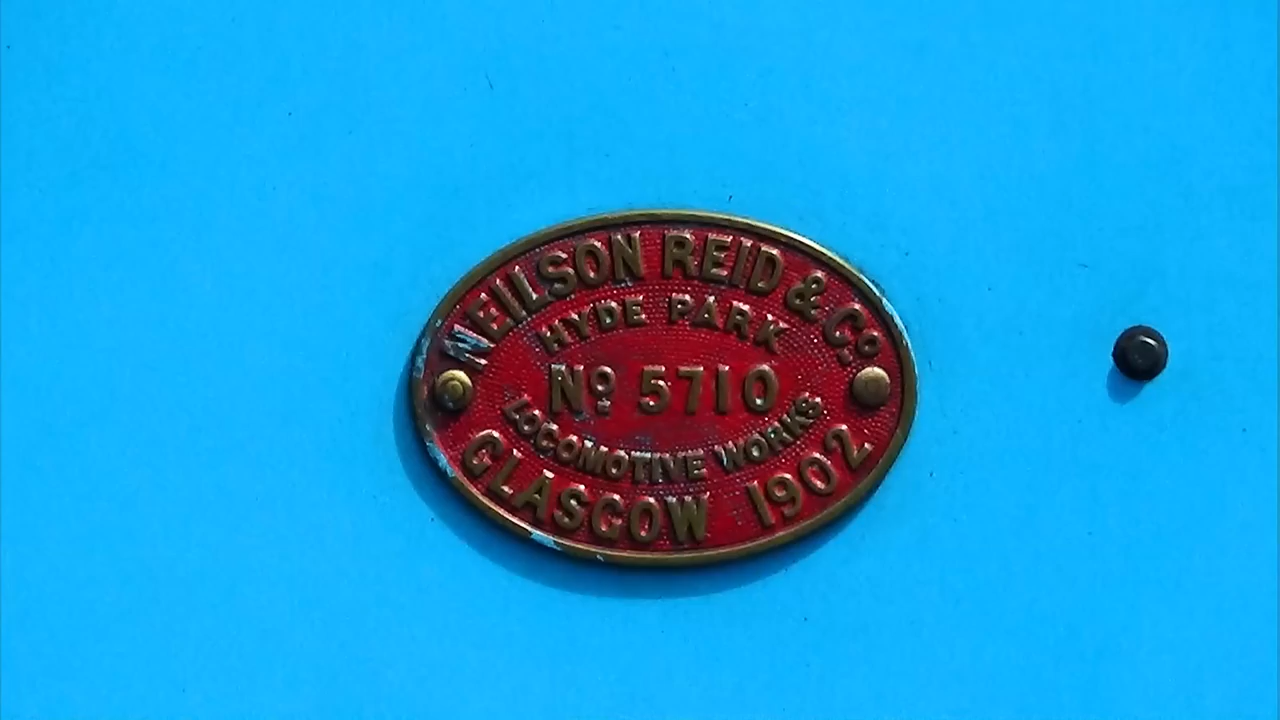 NEILSON REID & Co.
HYDE PARK
Nº 5710
LOCOMOTIVE WORKS
GLASGOW 1902